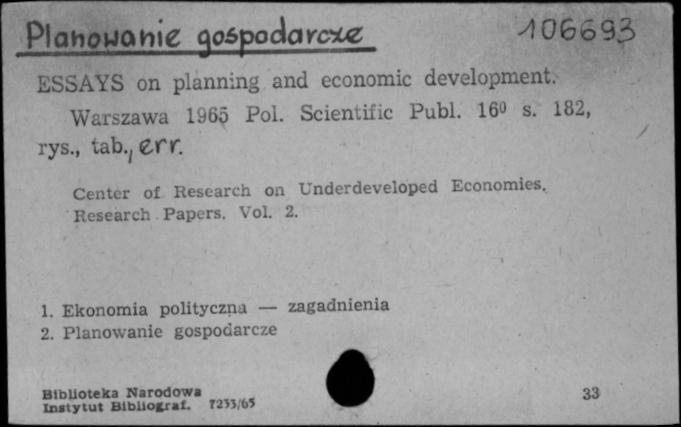 Planowanie gospodarcze 106693
ESSAYS on planning and economic development.
Warszawa 1965 Pol. Scientific Publ. 16⁰ s. 182,
rys., tab., err.
Center of Research on Underdeveloped Economies.
Research Papers. Vol. 2.
1. Ekonomia polityczna — zagadnienia
2. Planowanie gospodarcze
Biblioteka Narodowa
Instytut Bibliograf. 7233/65 33